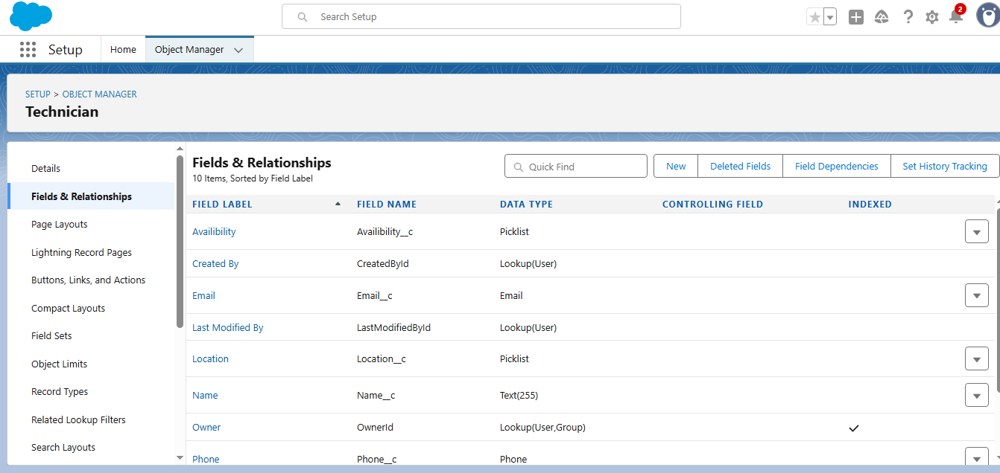 Search Setup
2
Setup
Home
Object Manager
SETUP > OBJECT MANAGER
Technician
Details
Fields & Relationships
Page Layouts
Lightning Record Pages
Buttons, Links, and Actions
Compact Layouts
Field Sets
Object Limits
Record Types
Related Lookup Filters
Search Layouts
Fields & Relationships
10 Items, Sorted by Field Label
Quick Find
New
Deleted Fields
Field Dependencies
Set History Tracking
FIELD LABEL FIELD NAME DATA TYPE CONTROLLING FIELD INDEXED
Availibility Availibility__c Picklist
Created By CreatedById Lookup(User)
Email Email__c Email
Last Modified By LastModifiedById Lookup(User)
Location Location__c Picklist
Name Name__c Text(255)
Owner OwnerId Lookup(User,Group)
Phone Phone__c Phone